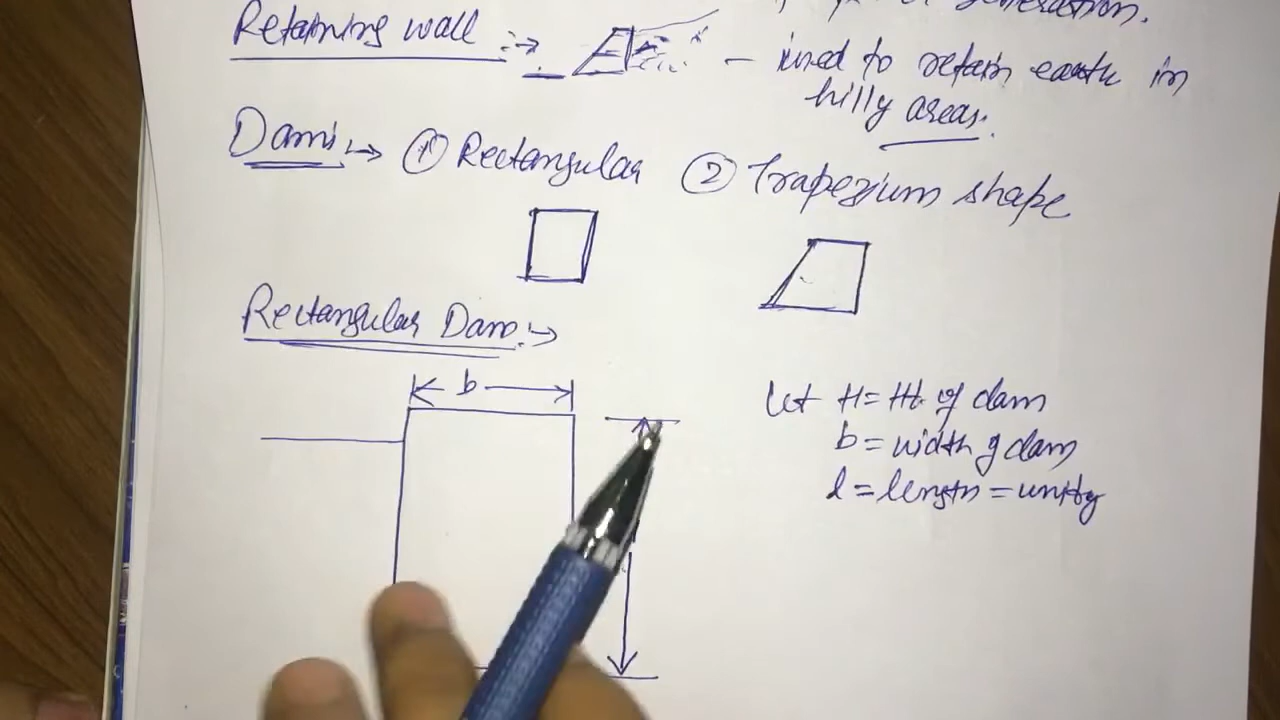 generation.
Retaining wall :→ – used to retain earth in
hilly areas.
Dams :→ ① Rectangular ② Trapezium shape
Rectangular Dam :→
b
Let H = Ht. of dam
b = width of dam
l = length = unity